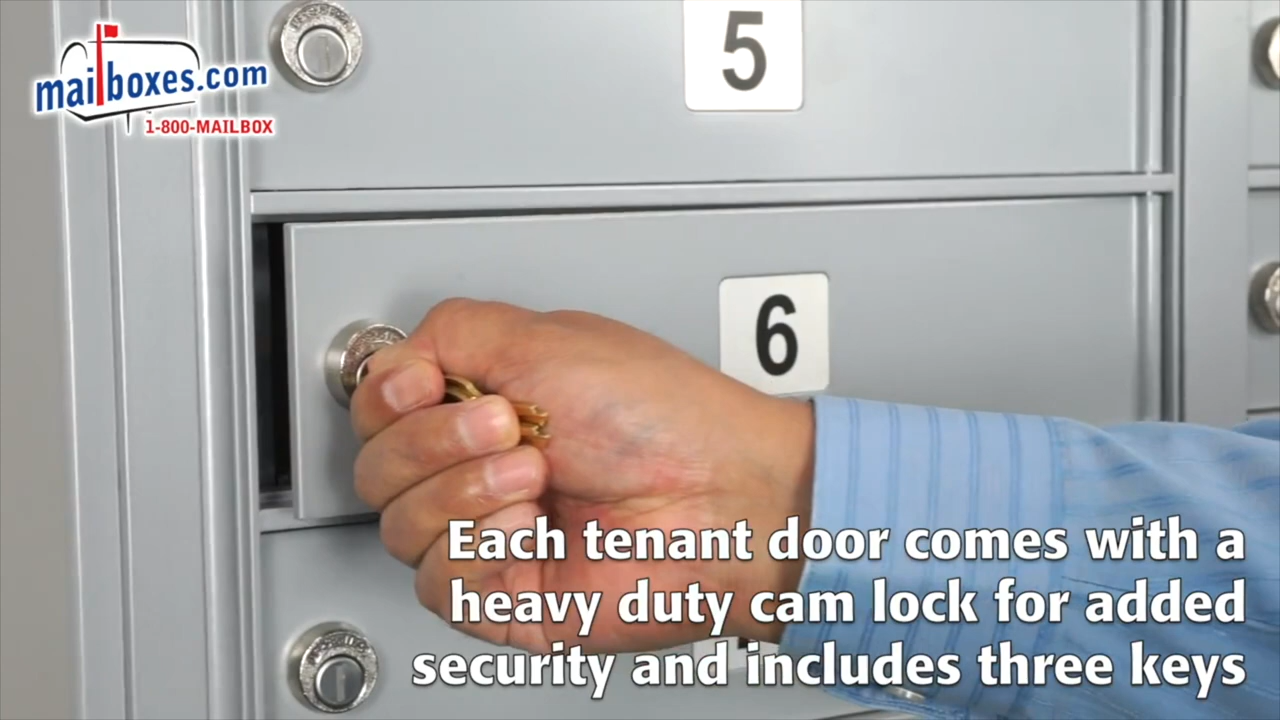 mailboxes.com
1-800-MAILBOX
5
6
Each tenant door comes with a
heavy duty cam lock for added
security and includes three keys